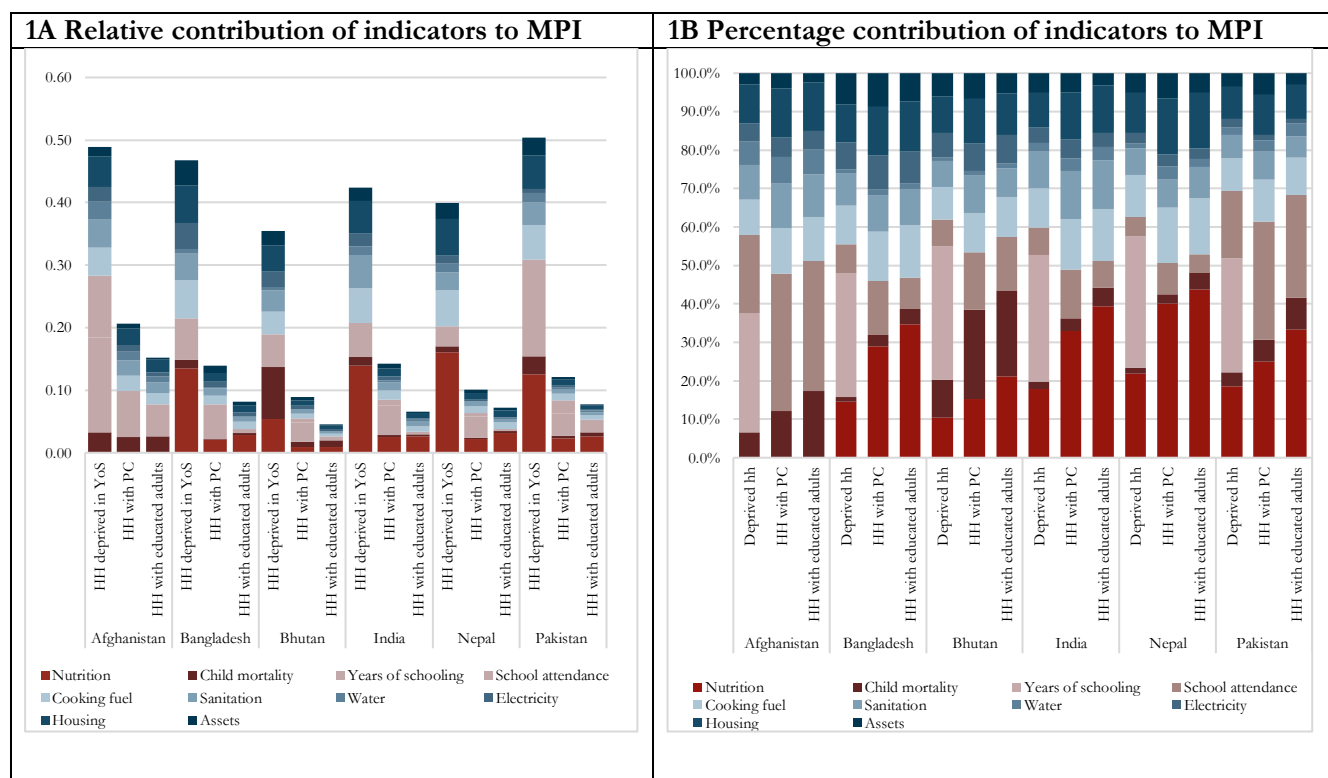 1A Relative contribution of indicators to MPI
0.60
0.50
0.40
0.30
0.20
0.10
0.00
HH deprived in YoS
HH with PC
HH with educated adults
HH deprived in YoS
HH with PC
HH with educated adults
HH deprived in YoS
HH with PC
HH with educated adults
HH deprived in YoS
HH with PC
HH with educated adults
HH deprived in YoS
HH with PC
HH with educated adults
HH deprived in YoS
HH with PC
HH with educated adults
Afghanistan Bangladesh Bhutan India Nepal Pakistan
Nutrition Child mortality Years of schooling School attendance
Cooking fuel Sanitation Water Electricity
Housing Assets
1B Percentage contribution of indicators to MPI
100.0%
90.0%
80.0%
70.0%
60.0%
50.0%
40.0%
30.0%
20.0%
10.0%
0.0%
Deprived hh
HH with PC
HH with educated adults
Deprived hh
HH with PC
HH with educated adults
Deprived hh
HH with PC
HH with educated adults
Deprived hh
HH with PC
HH with educated adults
Deprived hh
HH with PC
HH with educated adults
Deprived hh
HH with PC
HH with educated adults
Afghanistan Bangladesh Bhutan India Nepal Pakistan
Nutrition Child mortality Years of schooling School attendance
Cooking fuel Sanitation Water Electricity
Housing Assets